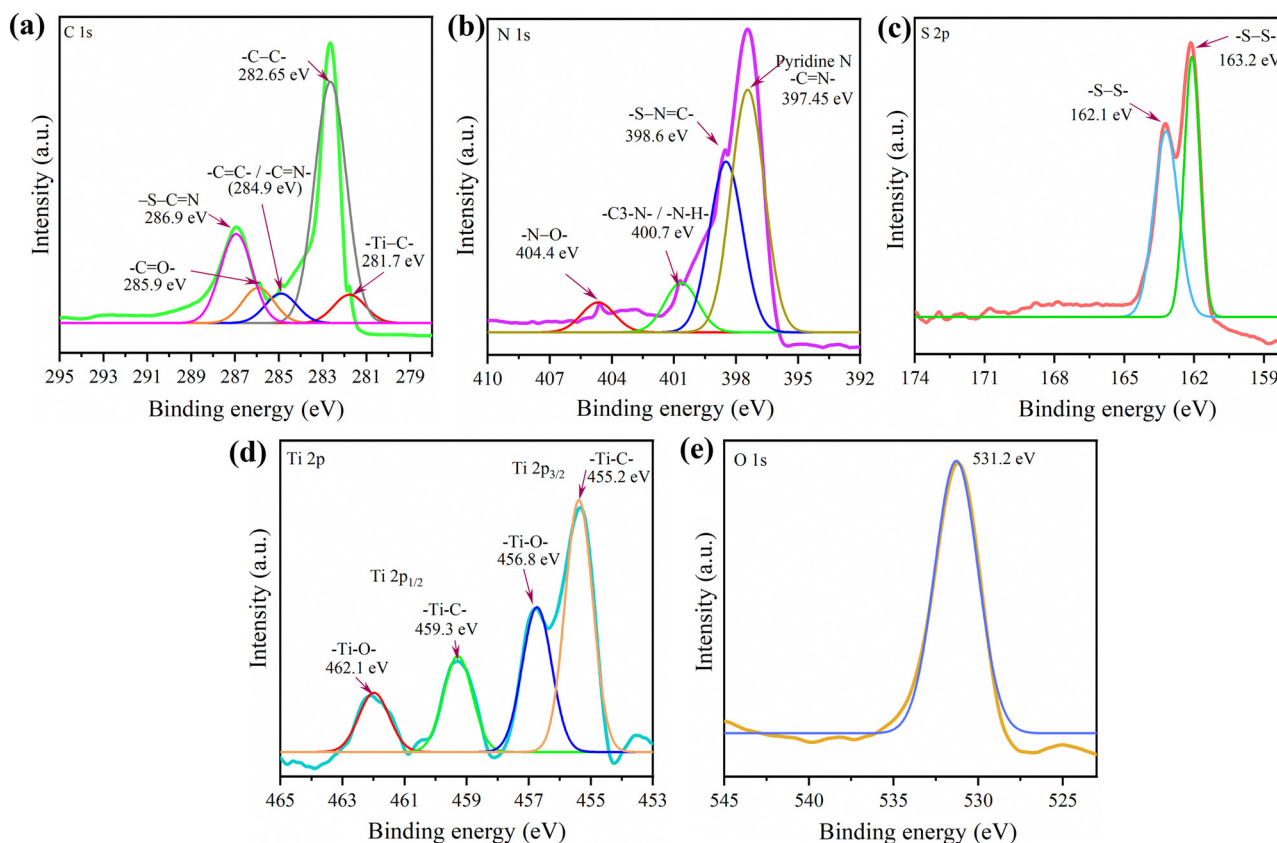 (a)
C 1s
-C–C-
282.65 eV
-C=C- / -C=N-
(284.9 eV)
–S–C=N
286.9 eV
-C=O-
285.9eV
-Ti–C-
281.7 eV
Intensity (a.u.)
295 293 291 289 287 285 283 281 279
Binding energy (eV)
(b)
N 1s
Pyridine N
-C=N-
397.45 eV
-S–N=C-
398.6 eV
-C3-N- / -N-H-
400.7 eV
-N–O-
404.4 eV
Intensity (a.u.)
410 407 404 401 398 395 392
Binding energy (eV)
(c)
S 2p
-S–S-
163.2 eV
-S–S-
162.1 eV
Intensity (a.u.)
174 171 168 165 162 159
Binding energy (eV)
(d)
Ti 2p
Ti 2p3/2
-Ti-C-
455.2 eV
-Ti-O-
456.8 eV
Ti 2p1/2
-Ti-C-
459.3 eV
-Ti-O-
462.1 eV
Intensity (a.u.)
465 463 461 459 457 455 453
Binding energy (eV)
(e)
O 1s
531.2 eV
Intensity (a.u.)
545 540 535 530 525
Binding energy (eV)